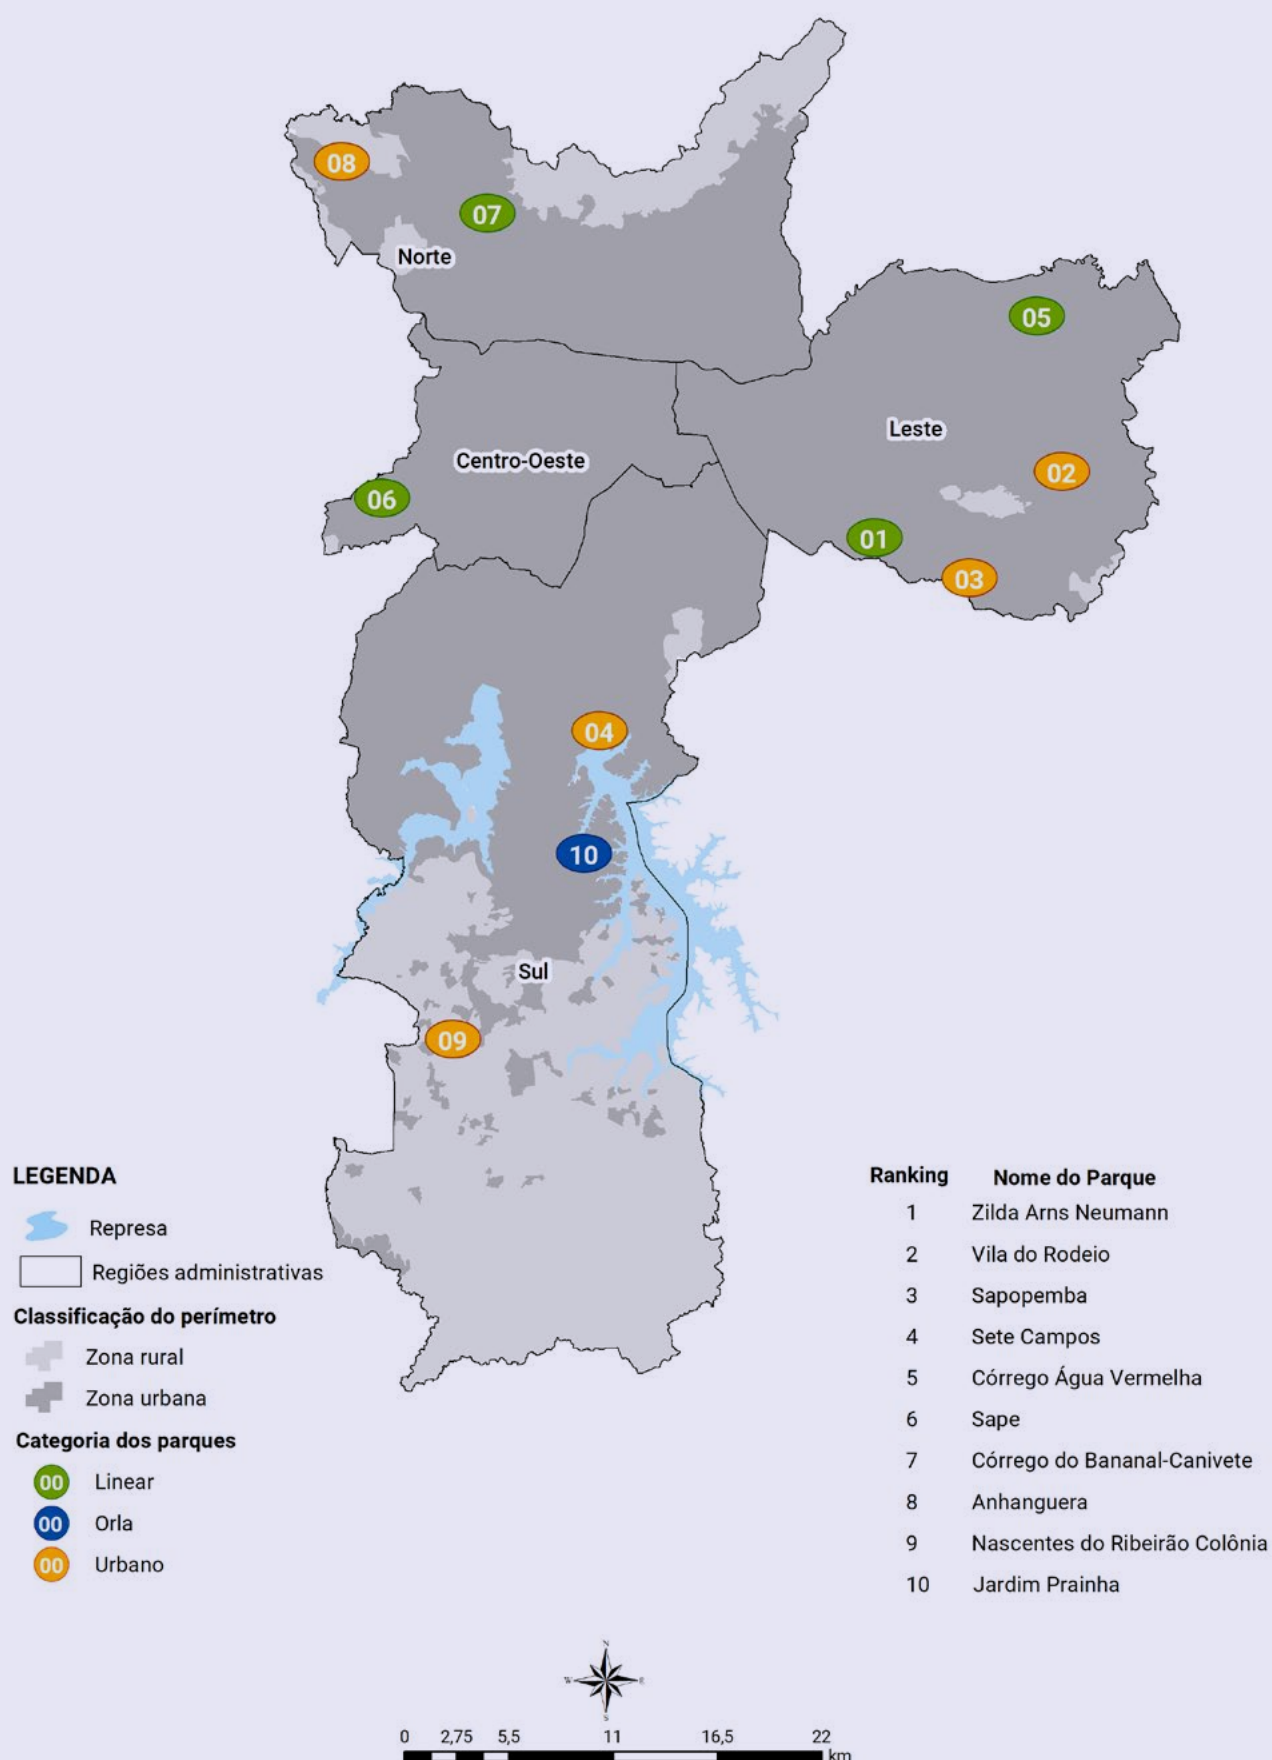 08
07
Norte
05
Leste
Centro-Oeste
02
06
01
03
04
10
Sul
09
LEGENDA
Represa
Regiões administrativas
Classificação do perímetro
Zona rural
Zona urbana
Categoria dos parques
00 Linear
00 Orla
00 Urbano
Ranking Nome do Parque
1 Zilda Arns Neumann
2 Vila do Rodeio
3 Sapopemba
4 Sete Campos
5 Córrego Água Vermelha
6 Sape
7 Córrego do Bananal-Canivete
8 Anhanguera
9 Nascentes do Ribeirão Colônia
10 Jardim Prainha
N
W E
S
0 2,75 5,5 11 16,5 22
km